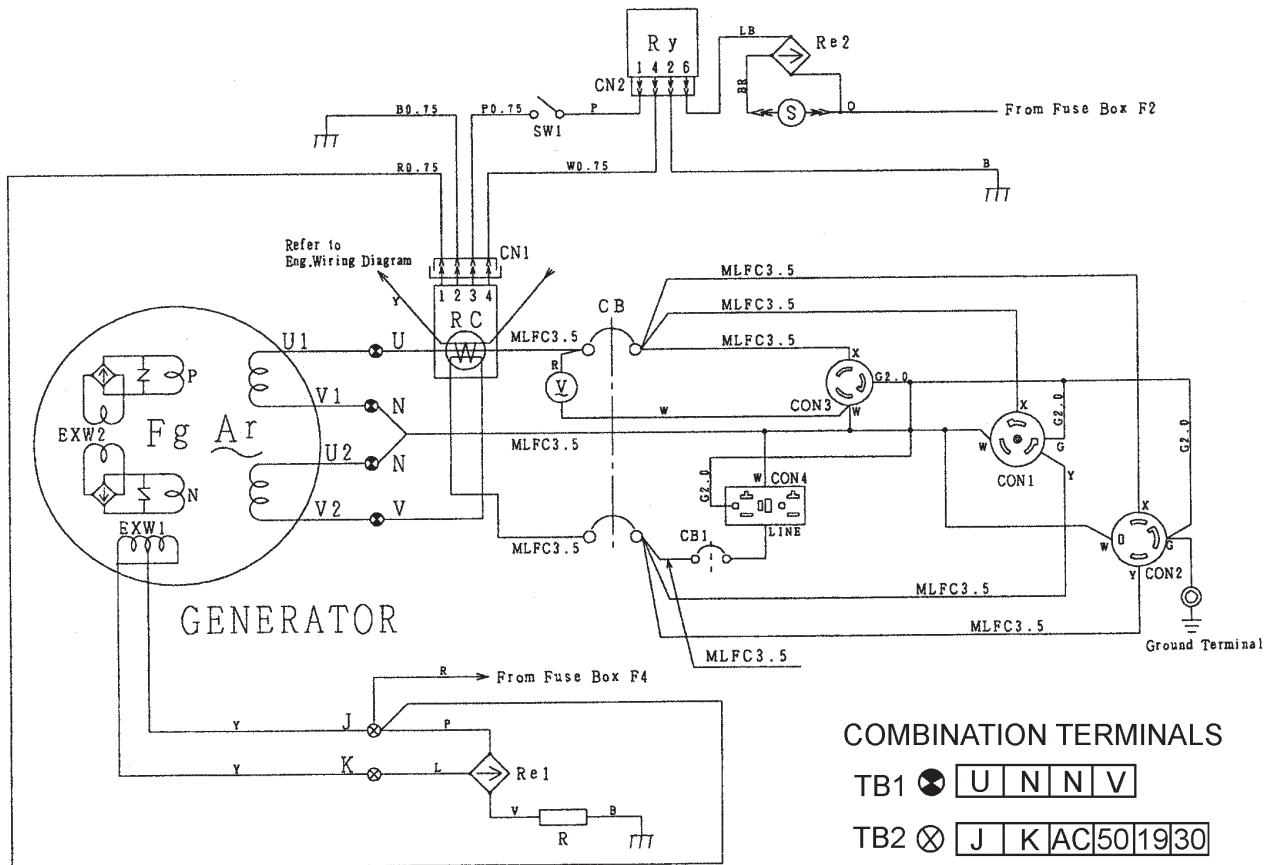 R y
1 4 2 6
CN2
LB
Re2
BR
S
O
From Fuse Box F2
B0.75
P0.75
SW1
P
R0.75
W0.75
B
Refer to
Eng.Wiring Diagram
Y
CN1
1 2 3 4
R C
W
MLFC3.5
CB
MLFC3.5
MLFC3.5
U1
U
V1
N
U2
N
V2
V
P
EXW2
Fg
Ar
N
EXW1
GENERATOR
R
V
W
MLFC3.5
MLFC3.5
X
CON3
W
G2.0
X
W
G
G2.0
CON1
Y
G2.0
G2.0
W
CON4
LINE
CB1
X
W
G
Y
CON2
MLFC3.5
MLFC3.5
MLFC3.5
Ground Terminal
R
From Fuse Box F4
Y
J
P
Y
K
L
Re1
V
B
R
COMBINATION TERMINALS
TB1 U N N V
TB2 J K AC 50 19 30